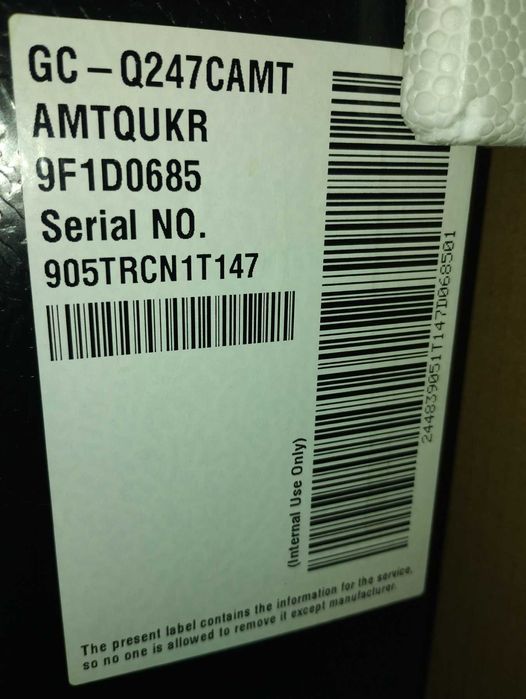 GC-Q247CAMT
AMTQUKR
9F1D0685
Serial NO.
905TRCN1T147
244839051T147D068501
(Internal Use Only)
The present label contains the information for the service,
so no one is allowed to remove it except manufacturer.